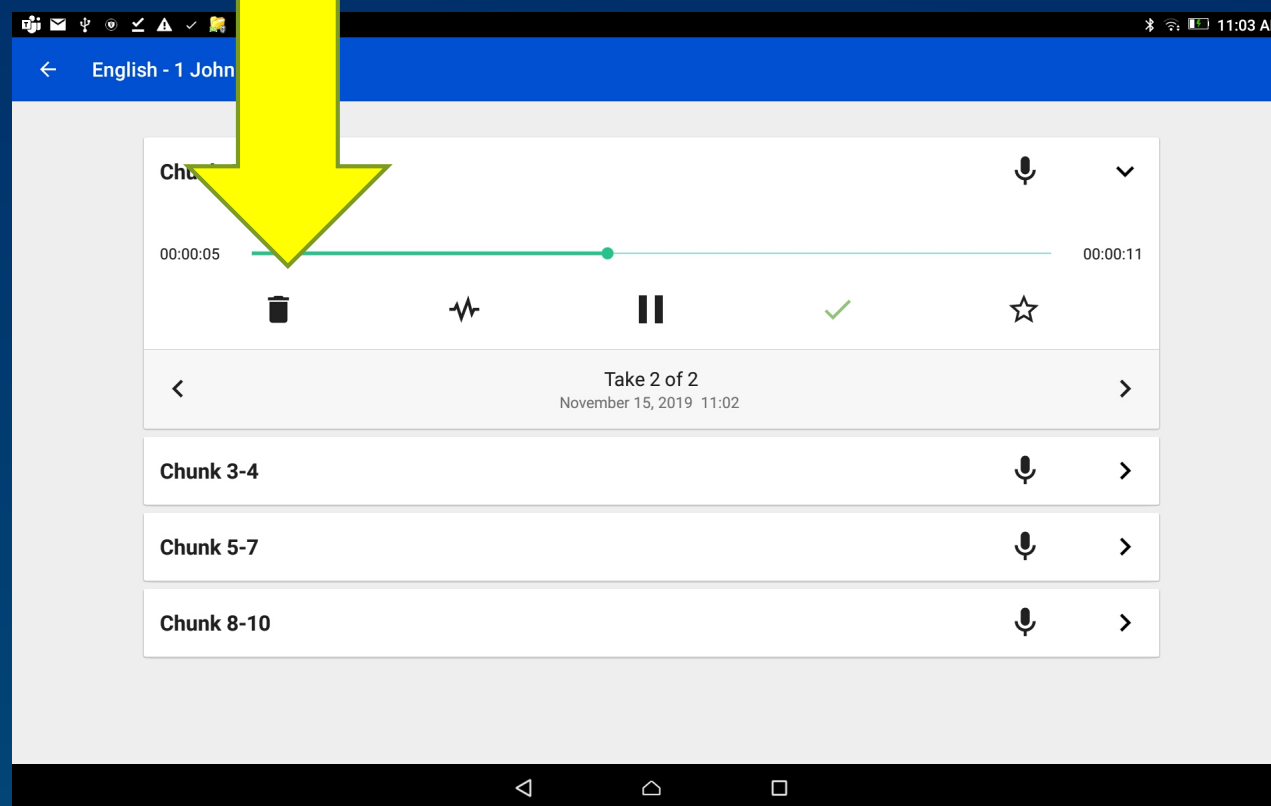 11:03 A
English - 1 John
Chu
00:00:05
00:00:11
Take 2 of 2
November 15, 2019 11:02
Chunk 3-4
Chunk 5-7
Chunk 8-10